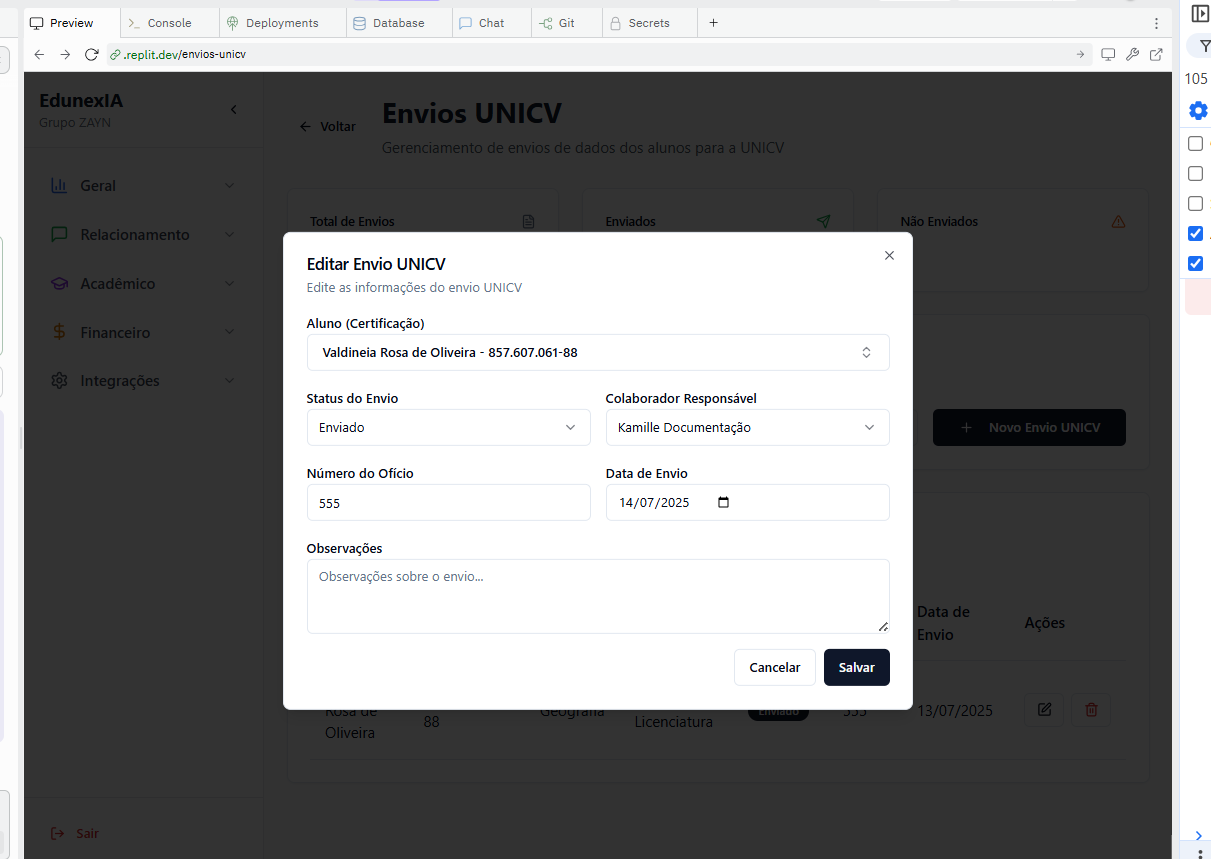 Preview
Console
Deployments
Database
Chat
Git
Secrets
.replit.dev/envios-unicv
105
EdunexIA
Grupo ZAYN
Voltar
Envios UNICV
Gerenciamento de envios de dados dos alunos para a UNICV
Geral
Relacionamento
Acadêmico
Financeiro
Integrações
Total de Envios
Enviados
Não Enviados
Editar Envio UNICV
Edite as informações do envio UNICV
Aluno (Certificação)
Valdineia Rosa de Oliveira - 857.607.061-88
Status do Envio
Colaborador Responsável
Enviado
Kamille Documentação
Novo Envio UNICV
Número do Ofício
Data de Envio
555
14/07/2025
Observações
Observações sobre o envio...
Data de
Envio
Ações
Cancelar
Salvar
Rosa de
Oliveira
88
Geografia
Licenciatura
Enviado
555
13/07/2025
Sair